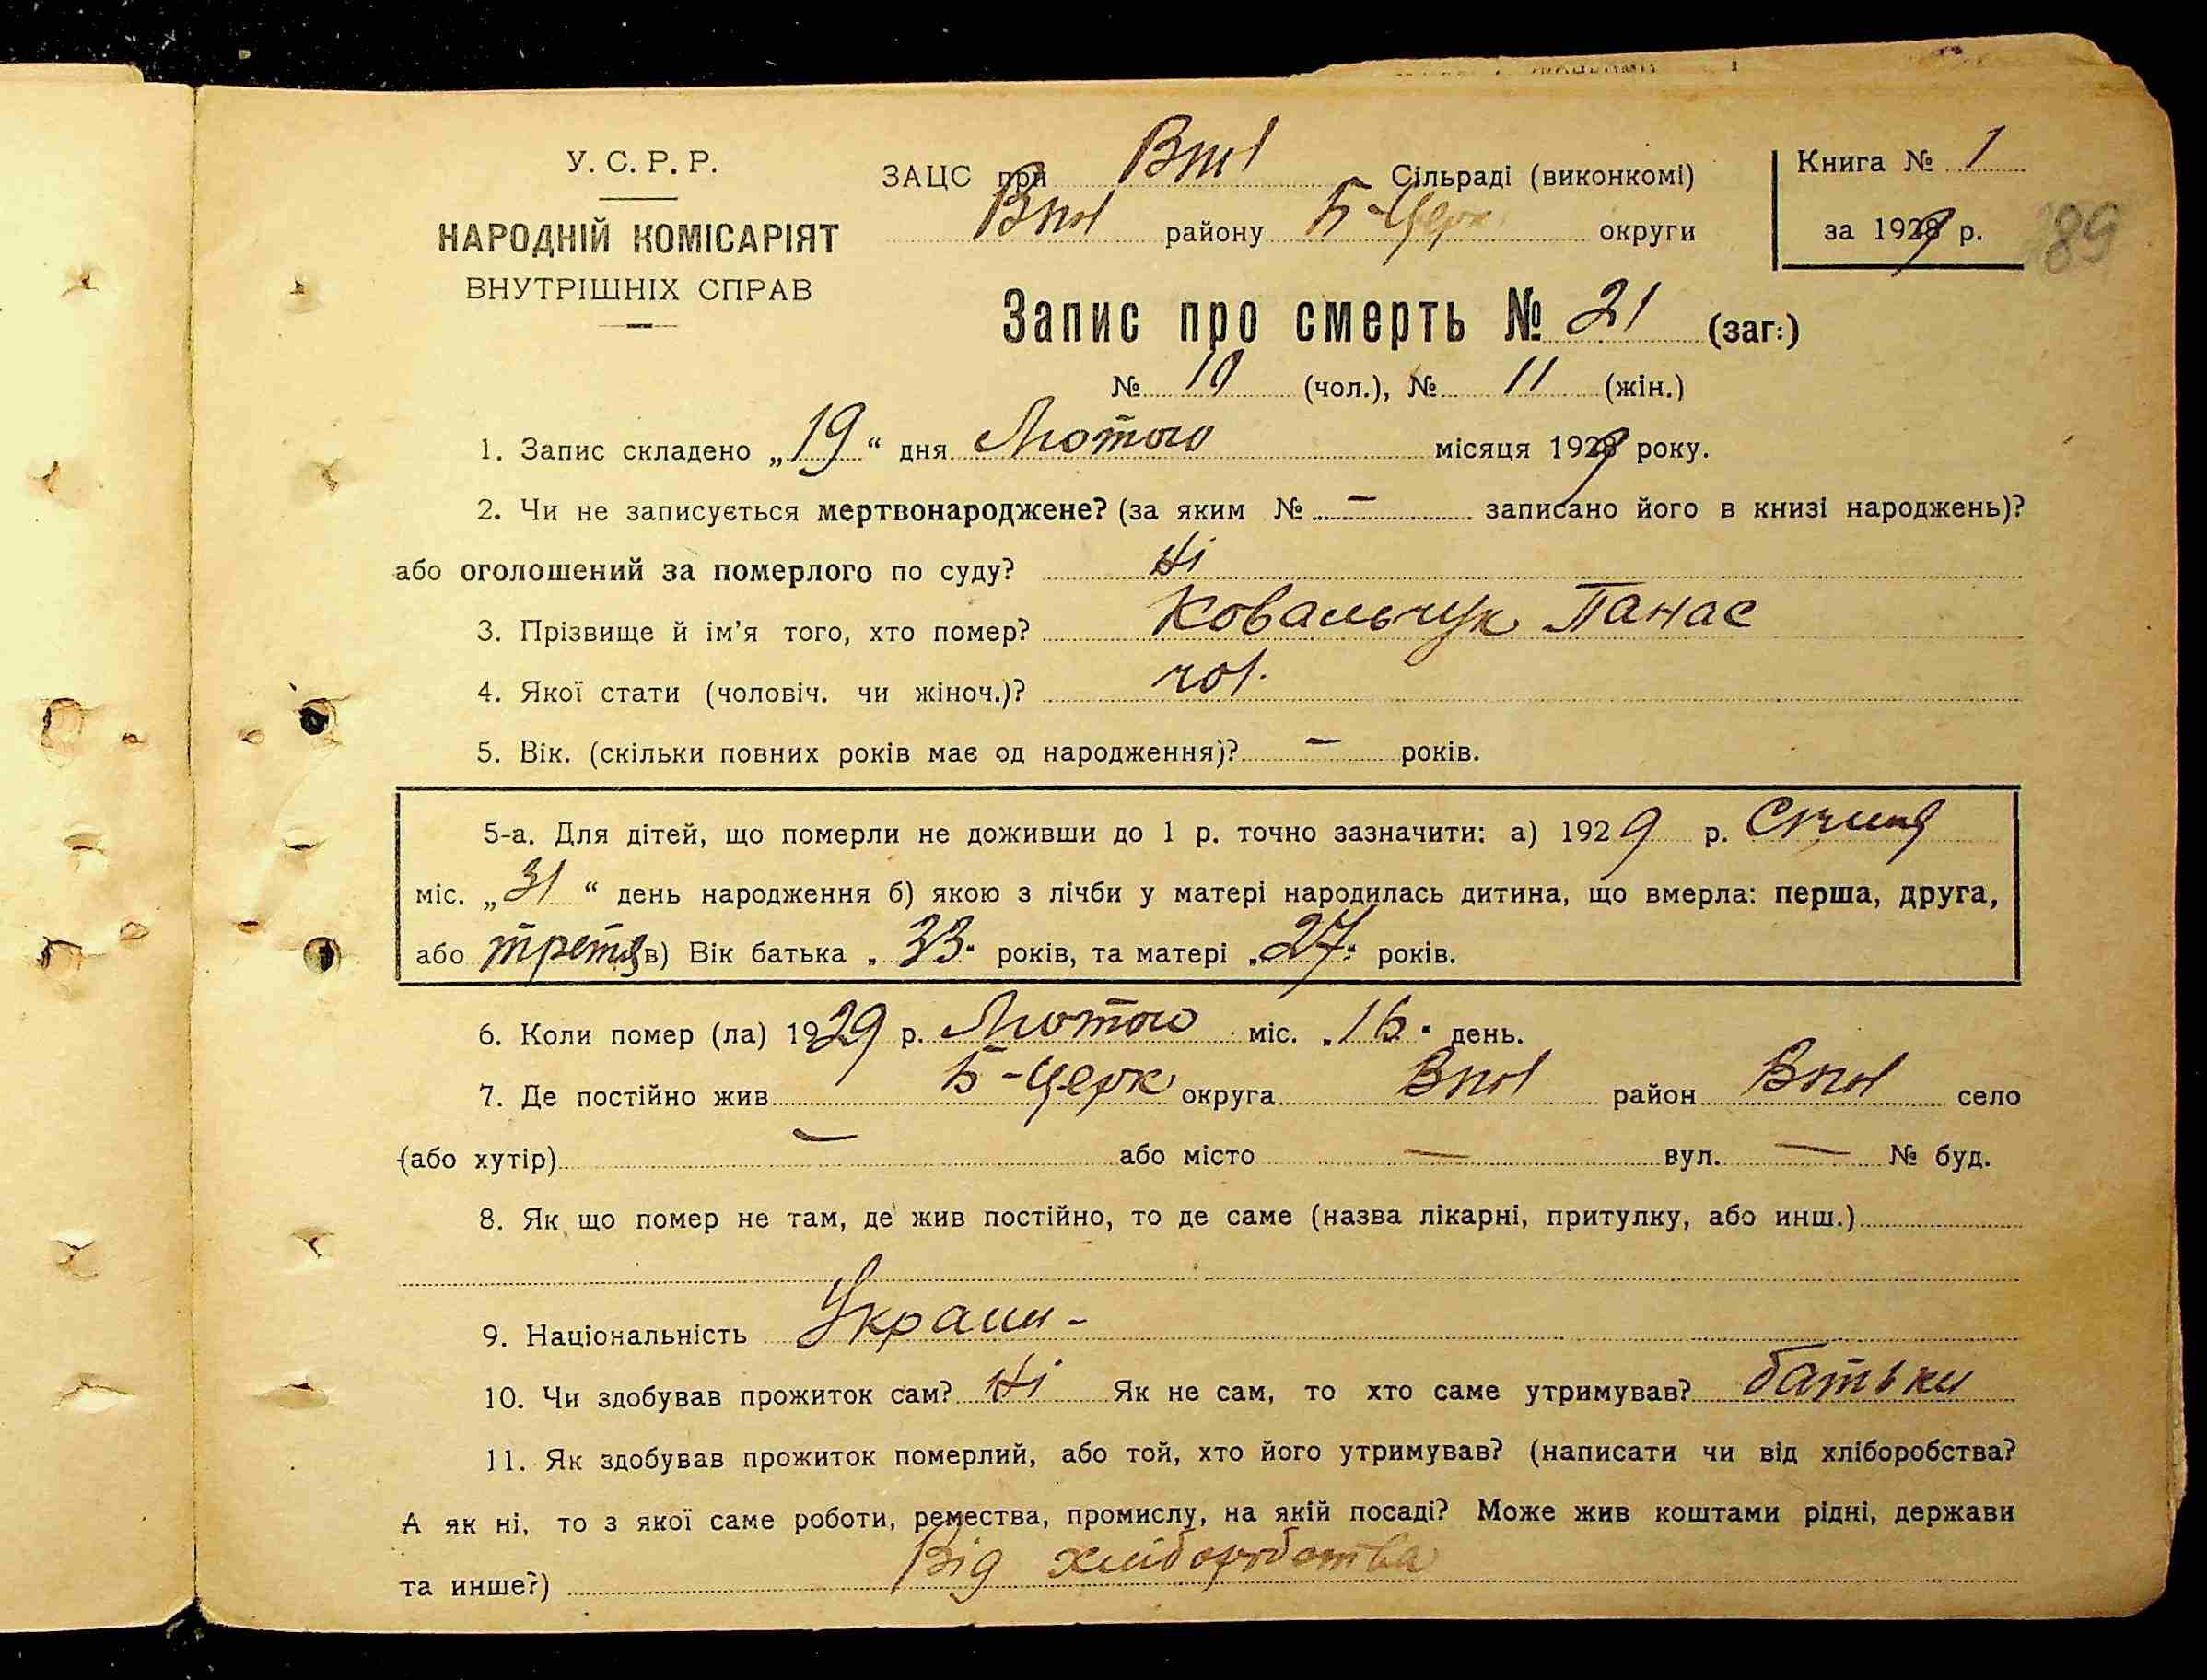 У. С. Р. Р.
НАРОДНІЙ КОМІСАРІЯТ
ВНУТРІШНІХ СПРАВ
ЗАЦС при Впол Сільраді (виконкомі)
Впол району Б-Церк округи
Книга № 1
за 1929 р.
89
Запис про смерть № 21 (заг.)
№ 10 (чол.), № 11 (жін.)
1. Запис складено „19“ дня Лютого місяця 1929 року.
2. Чи не записується мертвонароджене? (за яким № — записано його в книзі народжень)?
або оголошений за померлого по суду? Ні
3. Прізвище й ім'я того, хто помер? Ковальчук Панас
4. Якої стати (чоловіч. чи жіноч.)? чол.
5. Вік. (скільки повних років має од народження)? — років.
5-а. Для дітей, що померли не доживши до 1 р. точно зазначити: а) 1929 р. Січня
міс. „31“ день народження б) якою з лічби у матері народилась дитина, що вмерла: перша, друга,
або третя в) Вік батька „33“ років, та матері „27“ років.
6. Коли помер (ла) 1929 р. Лютого міс. „16“ день.
7. Де постійно жив Б-Церк округа Впол район Впол село
(або хутір) — або місто — вул. — № буд.
8. Як що помер не там, де жив постійно, то де саме (назва лікарні, притулку, або инш.)
9. Національність Украин-
10. Чи здобував прожиток сам? Ні Як не сам, то хто саме утримував? батьки
11. Як здобував прожиток померлий, або той, хто його утримував? (написати чи від хліборобства?
А як ні, то з якої саме роботи, ремества, промислу, на якій посаді? Може жив коштами рідні, держави
та инше?) Від хліборобства